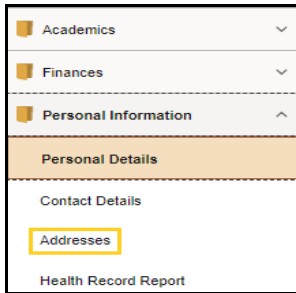 Academics
Finances
Personal Information
Personal Details
Contact Details
Addresses
Health Record Report